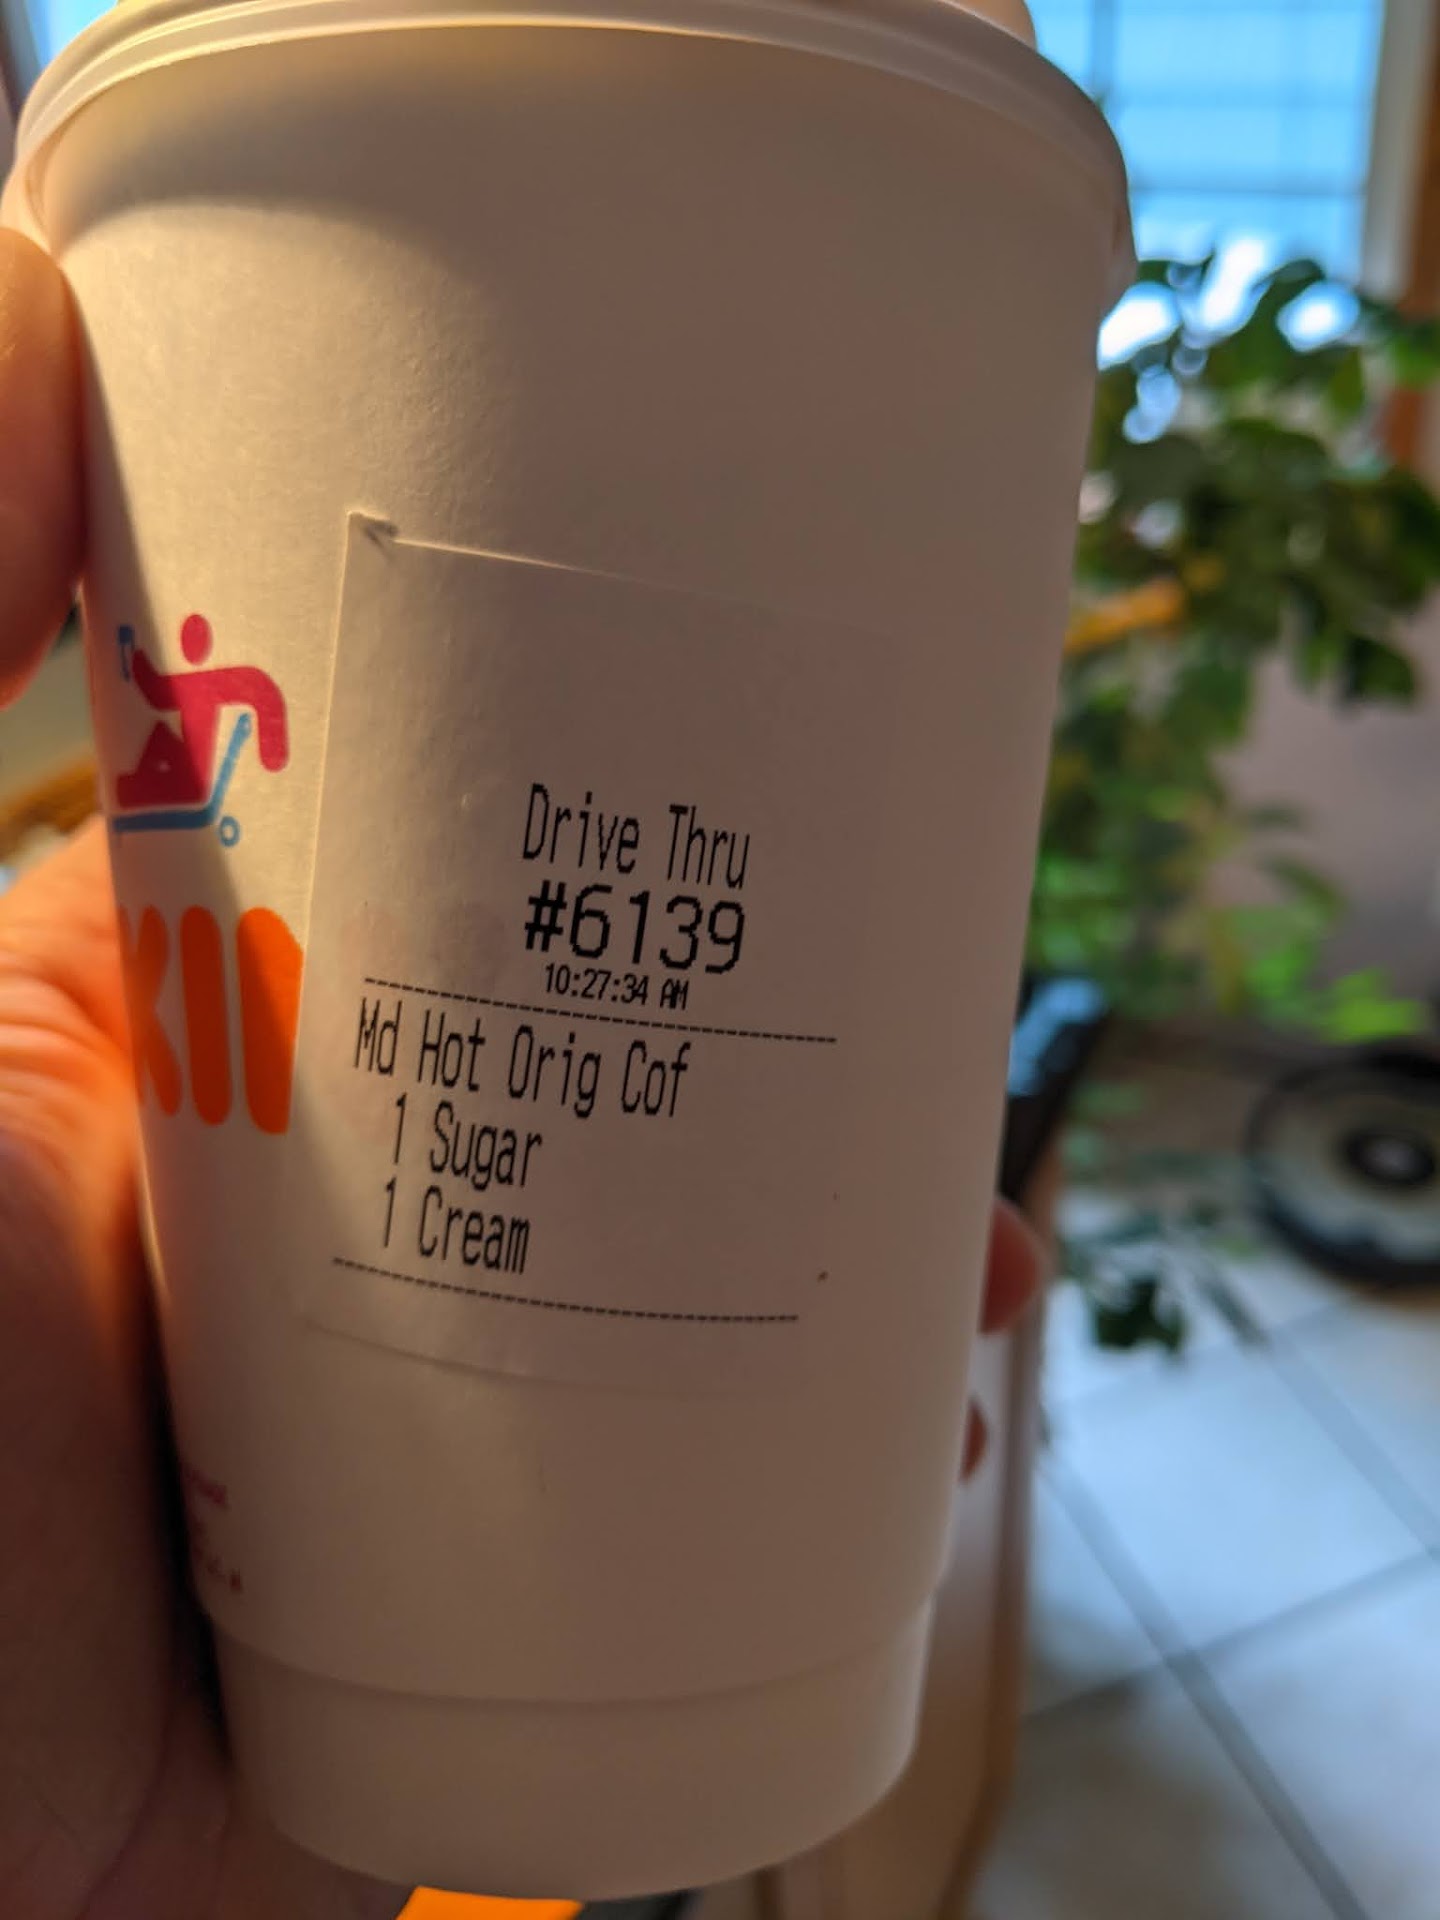 Drive Thru
#6139
10:27:34 AM
Md Hot Orig Cof
1 Sugar
1 Cream